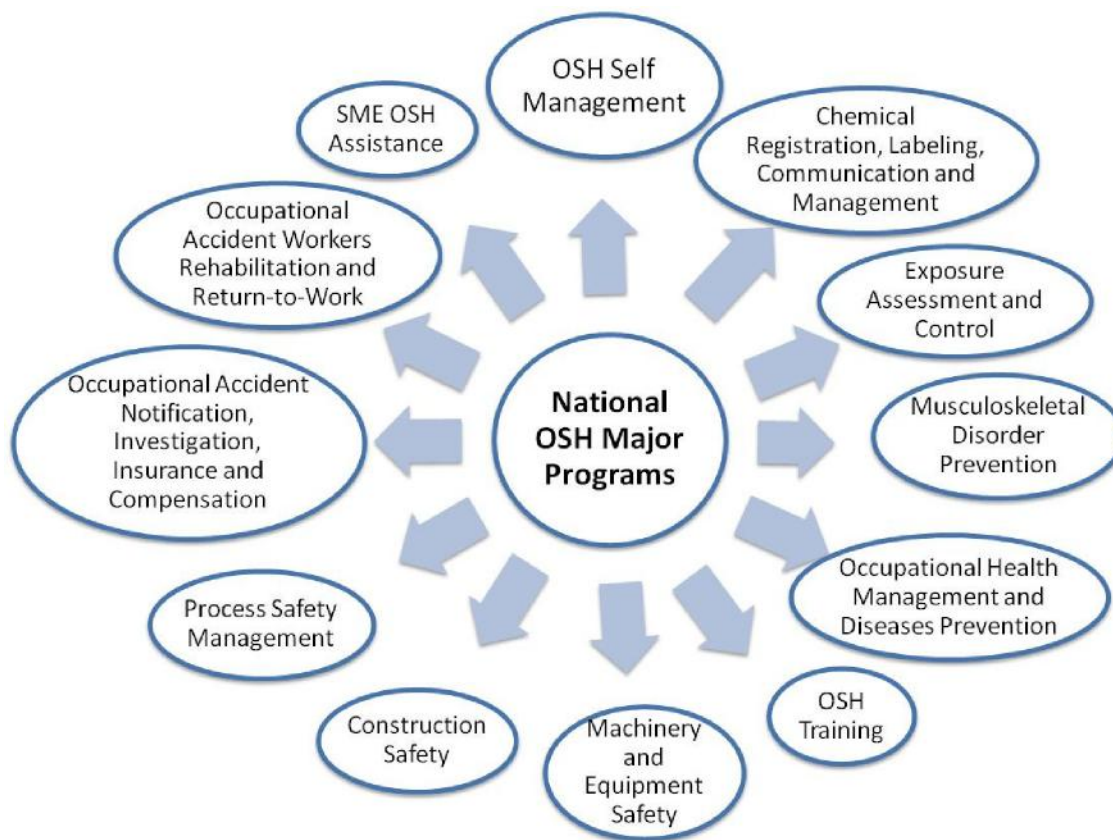 OSH Self
Management
SME OSH
Assistance
Chemical
Registration, Labeling,
Communication and
Management
Occupational
Accident Workers
Rehabilitation and
Return-to-Work
Exposure
Assessment and
Control
National
OSH Major
Programs
Occupational Accident
Notification,
Investigation,
Insurance and
Compensation
Musculoskeletal
Disorder
Prevention
Process Safety
Management
Occupational Health
Management and
Diseases Prevention
Construction
Safety
Machinery
and
Equipment
Safety
OSH
Training